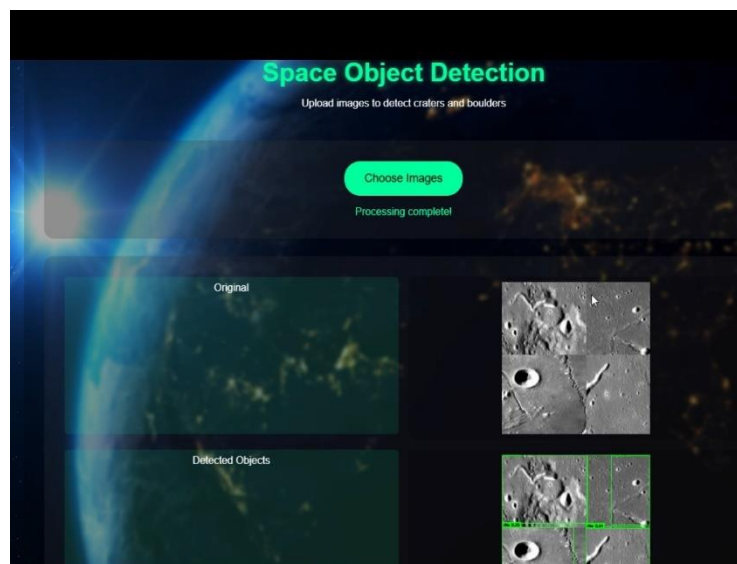 Space Object Detection
Upload images to detect craters and boulders
Choose Images
Processing complete!
Original
Detected Objects